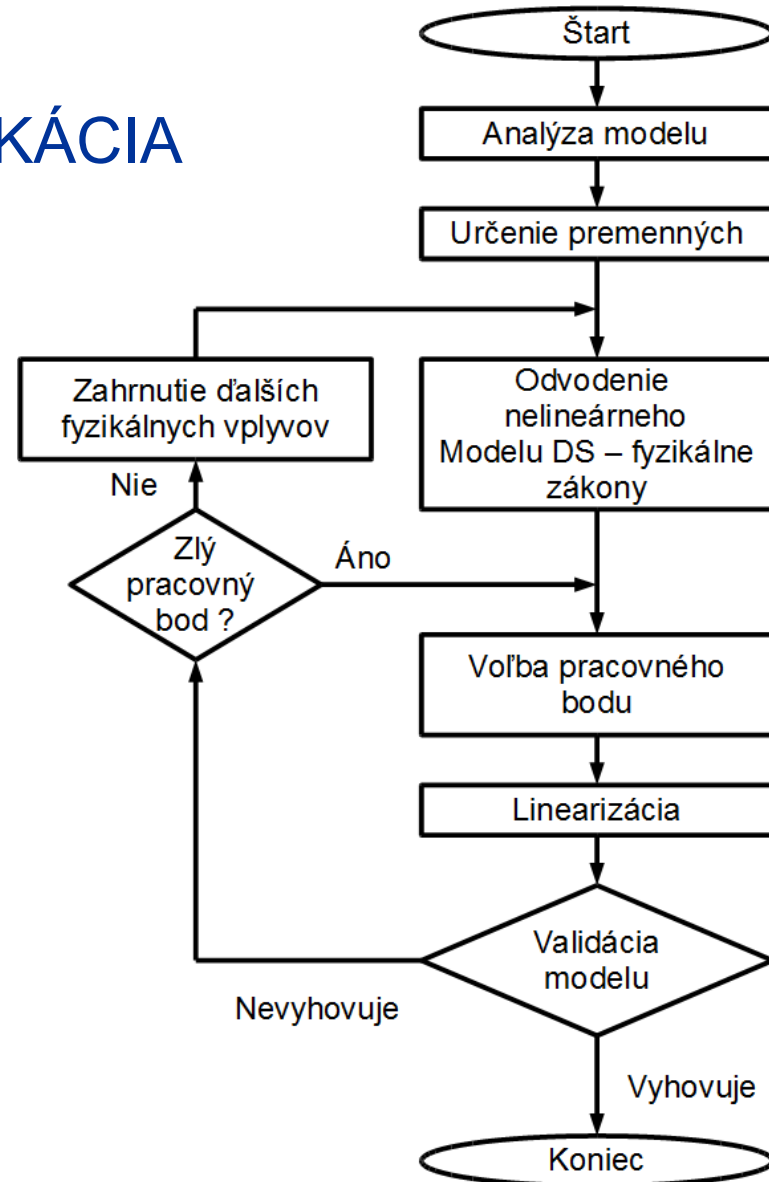 KÁCIA
Štart
Analýza modelu
Určenie premenných
Zahrnutie ďalších
fyzikálnych vplyvov
Odvodenie
nelineárneho
Modelu DS – fyzikálne
zákony
Nie
Zlý
pracovný
bod ?
Áno
Voľba pracovného
bodu
Linearizácia
Validácia
modelu
Nevyhovuje
Vyhovuje
Koniec